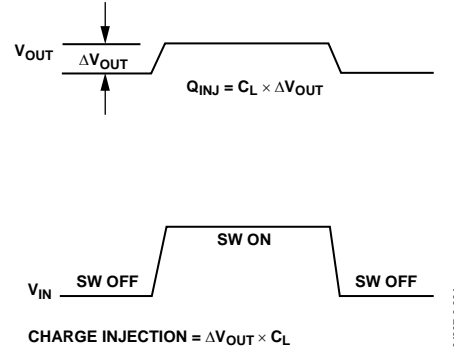 VOUT
ΔVOUT
QINJ = CL × ΔVOUT
SW ON
VIN
SW OFF
SW OFF
CHARGE INJECTION = ΔVOUT × CL